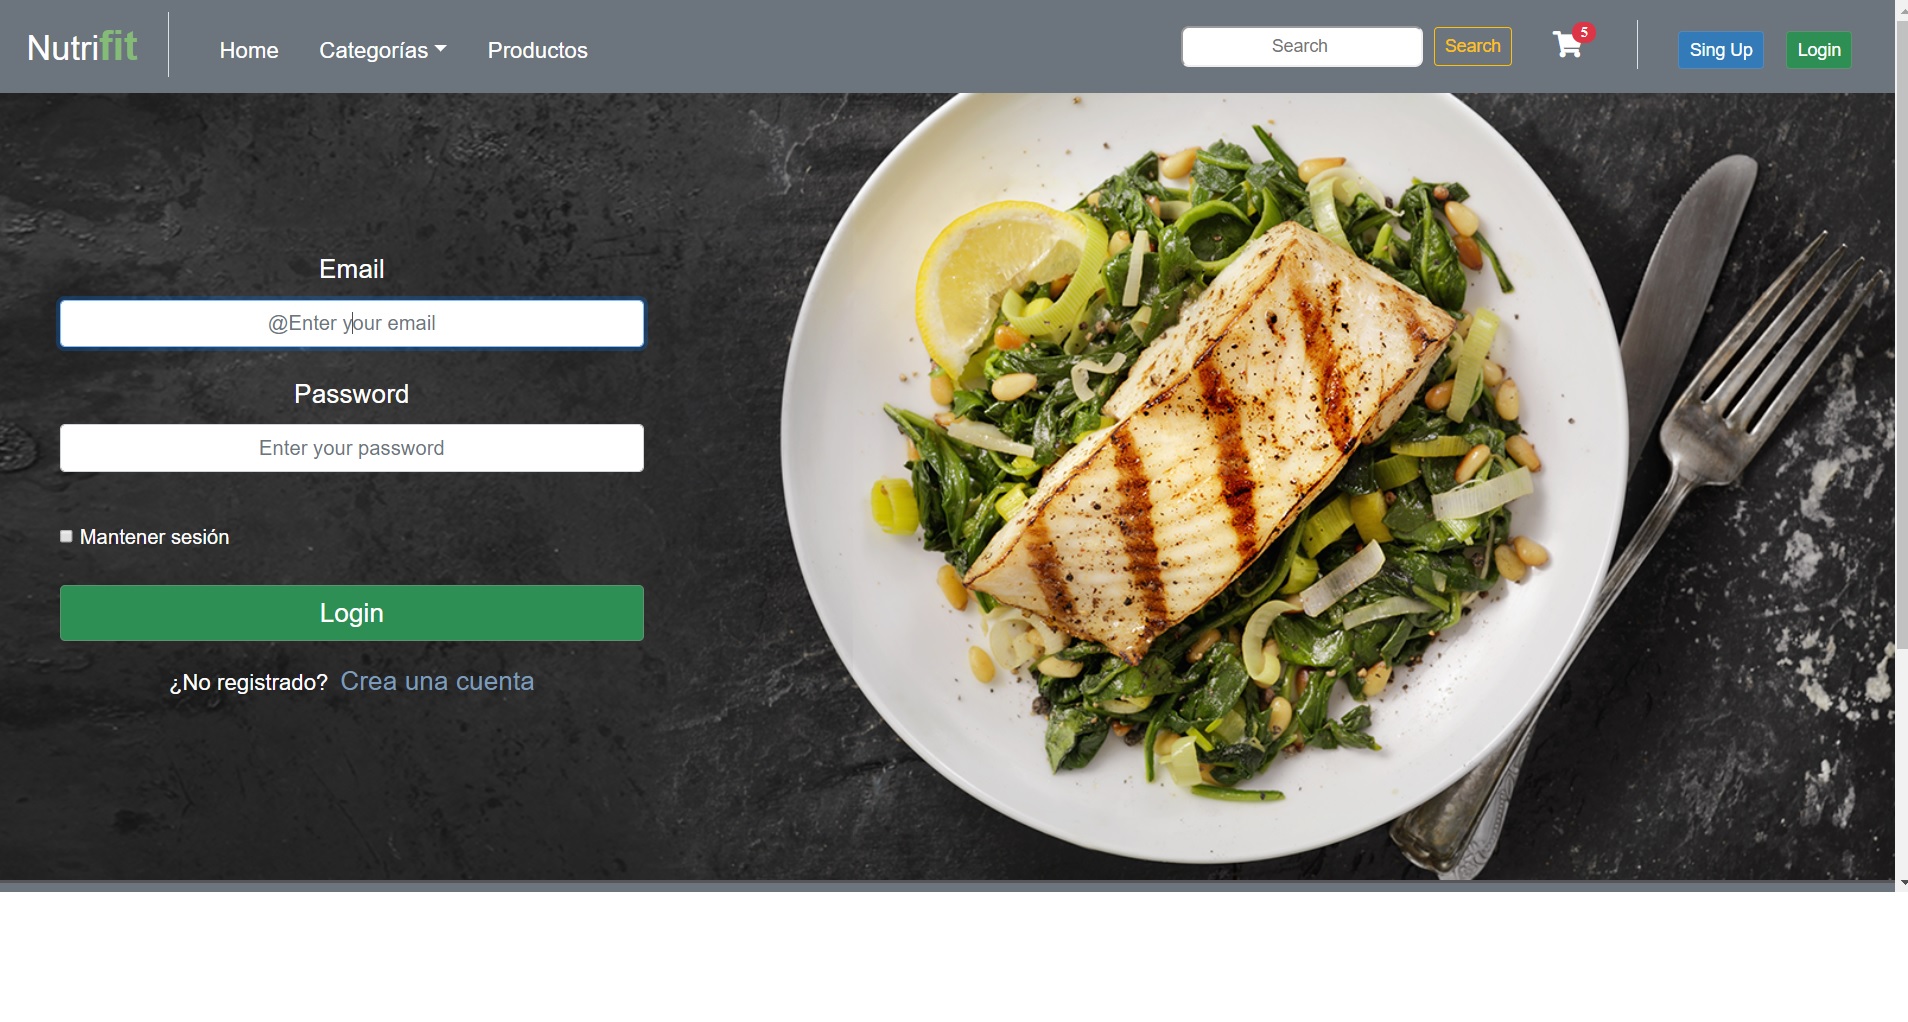 Nutrifit Home Categorías Productos Search Search 5 Sing Up Login
Email
@Enter your email
Password
Enter your password
Mantener sesión
Login
¿No registrado? Crea una cuenta